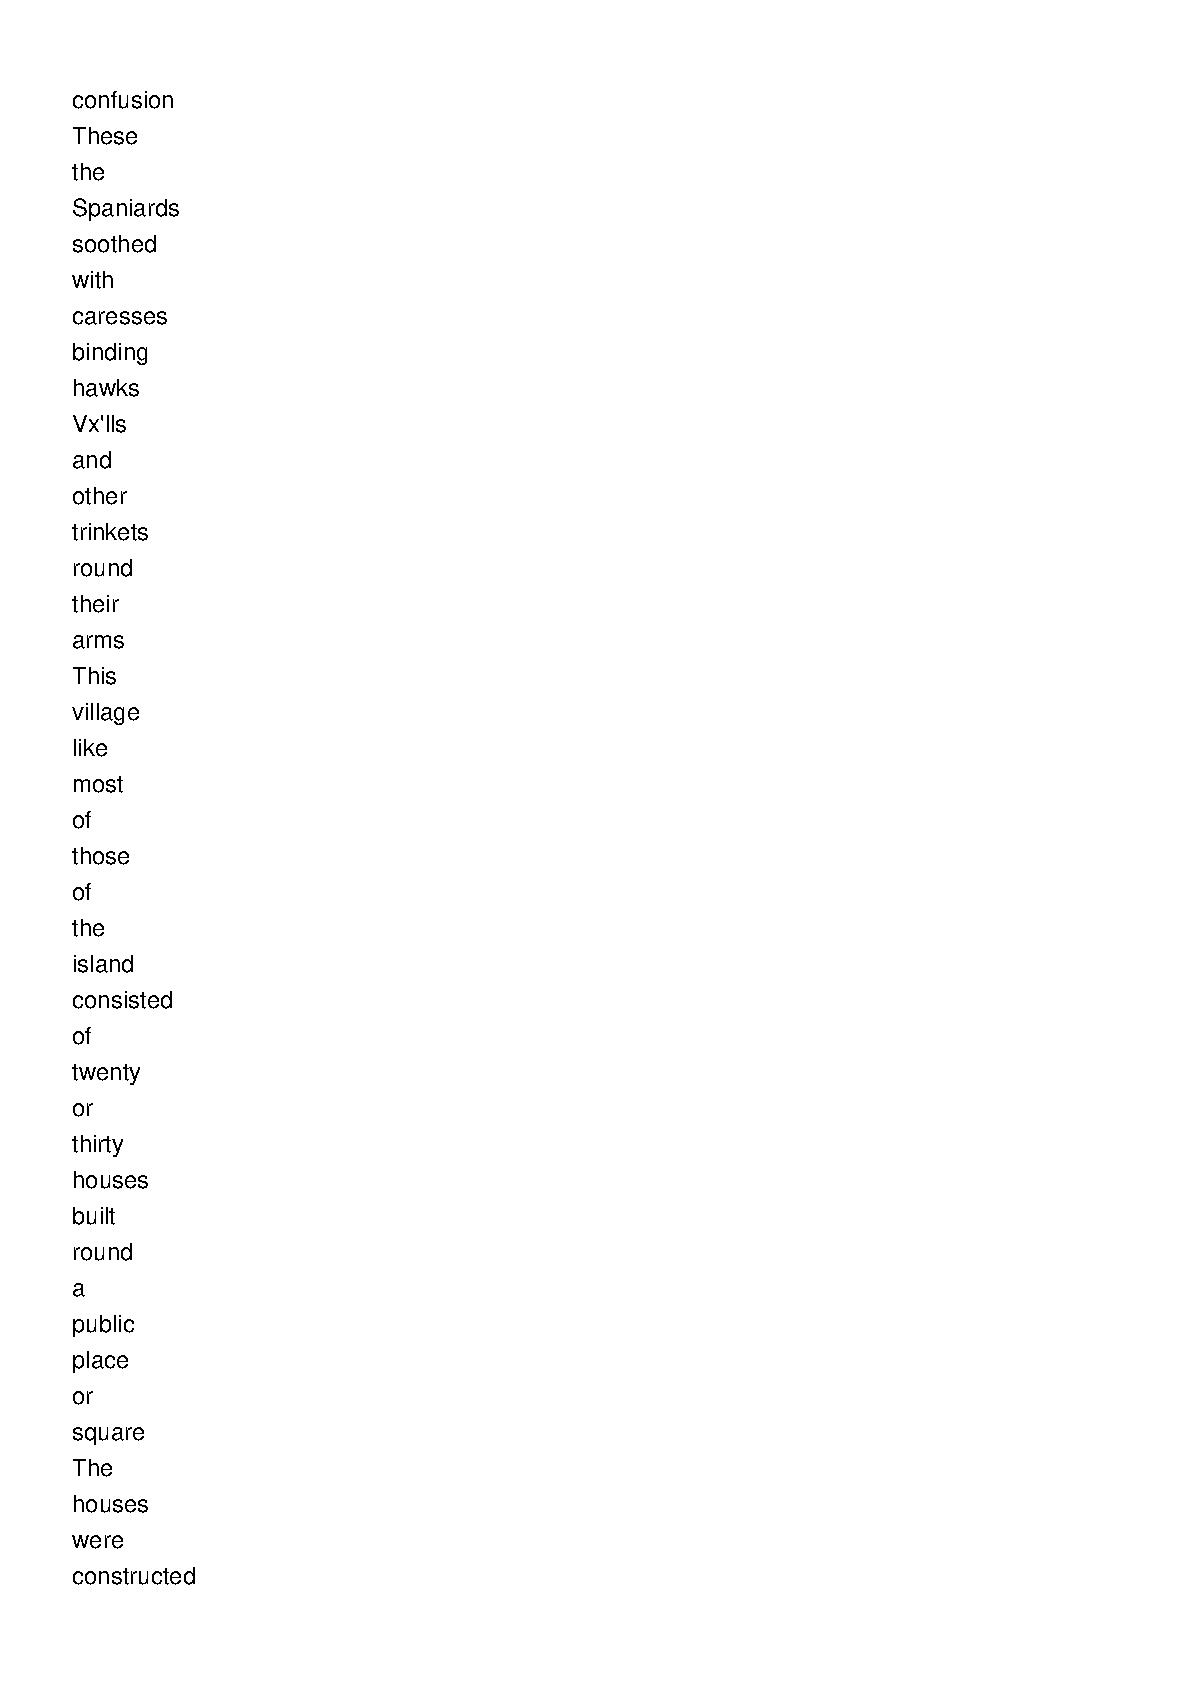 confusion
These
the
Spaniards
soothed
with
caresses
binding
hawks
Vx'lls
and
other
trinkets
round
their
arms
This
village
like
most
of
those
of
the
island
consisted
of
twenty
or
thirty
houses
built
round
a
public
place
or
square
The
houses
were
constructed